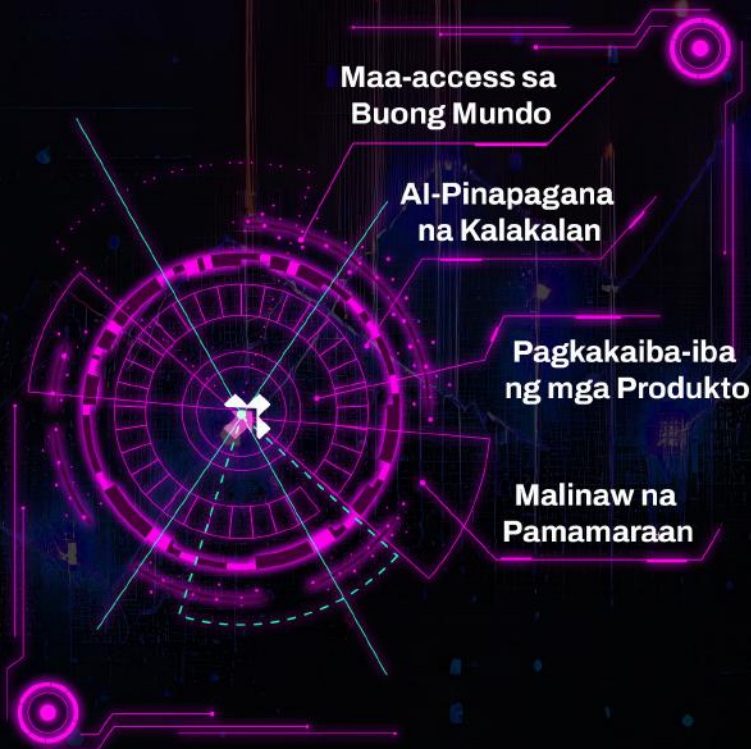 Maa-access sa
Buong Mundo
AI-Pinapagana
na Kalakalan
Pagkakaiba-iba
ng mga Produkto
Malinaw na
Pamamaraan